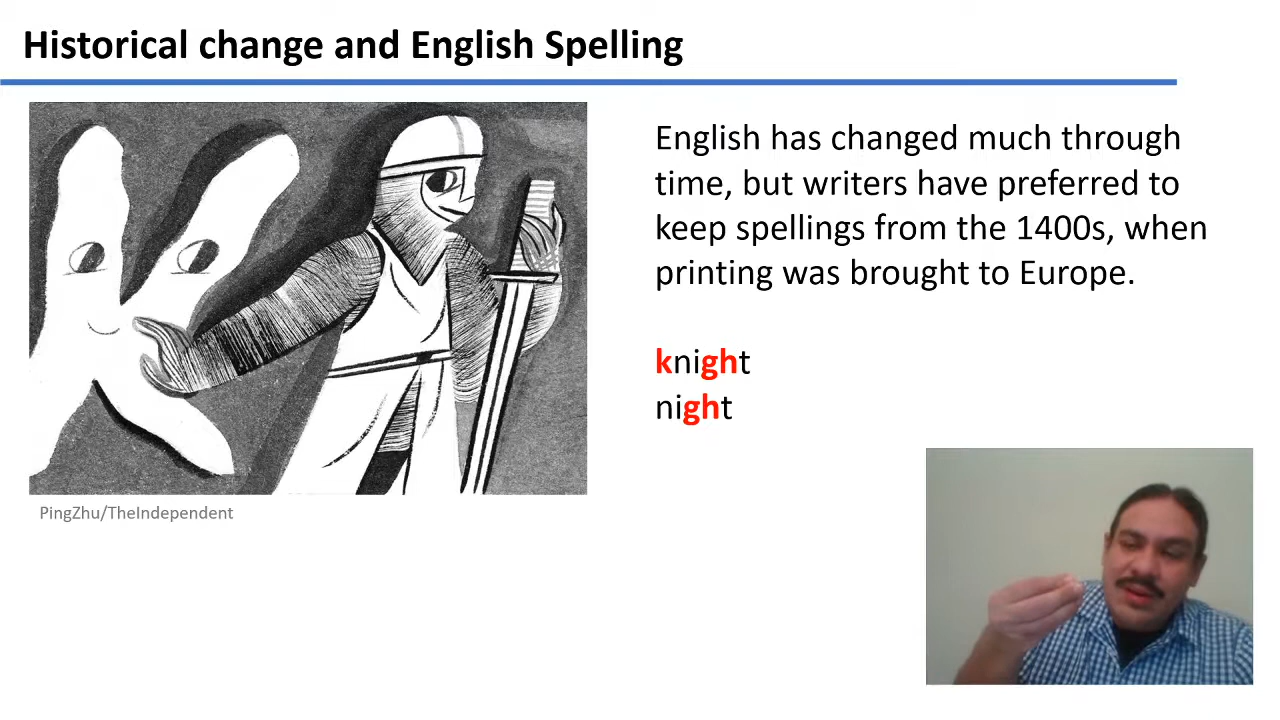 Historical change and English Spelling
English has changed much through
time, but writers have preferred to
keep spellings from the 1400s, when
printing was brought to Europe.
knight
night
PingZhu/TheIndependent